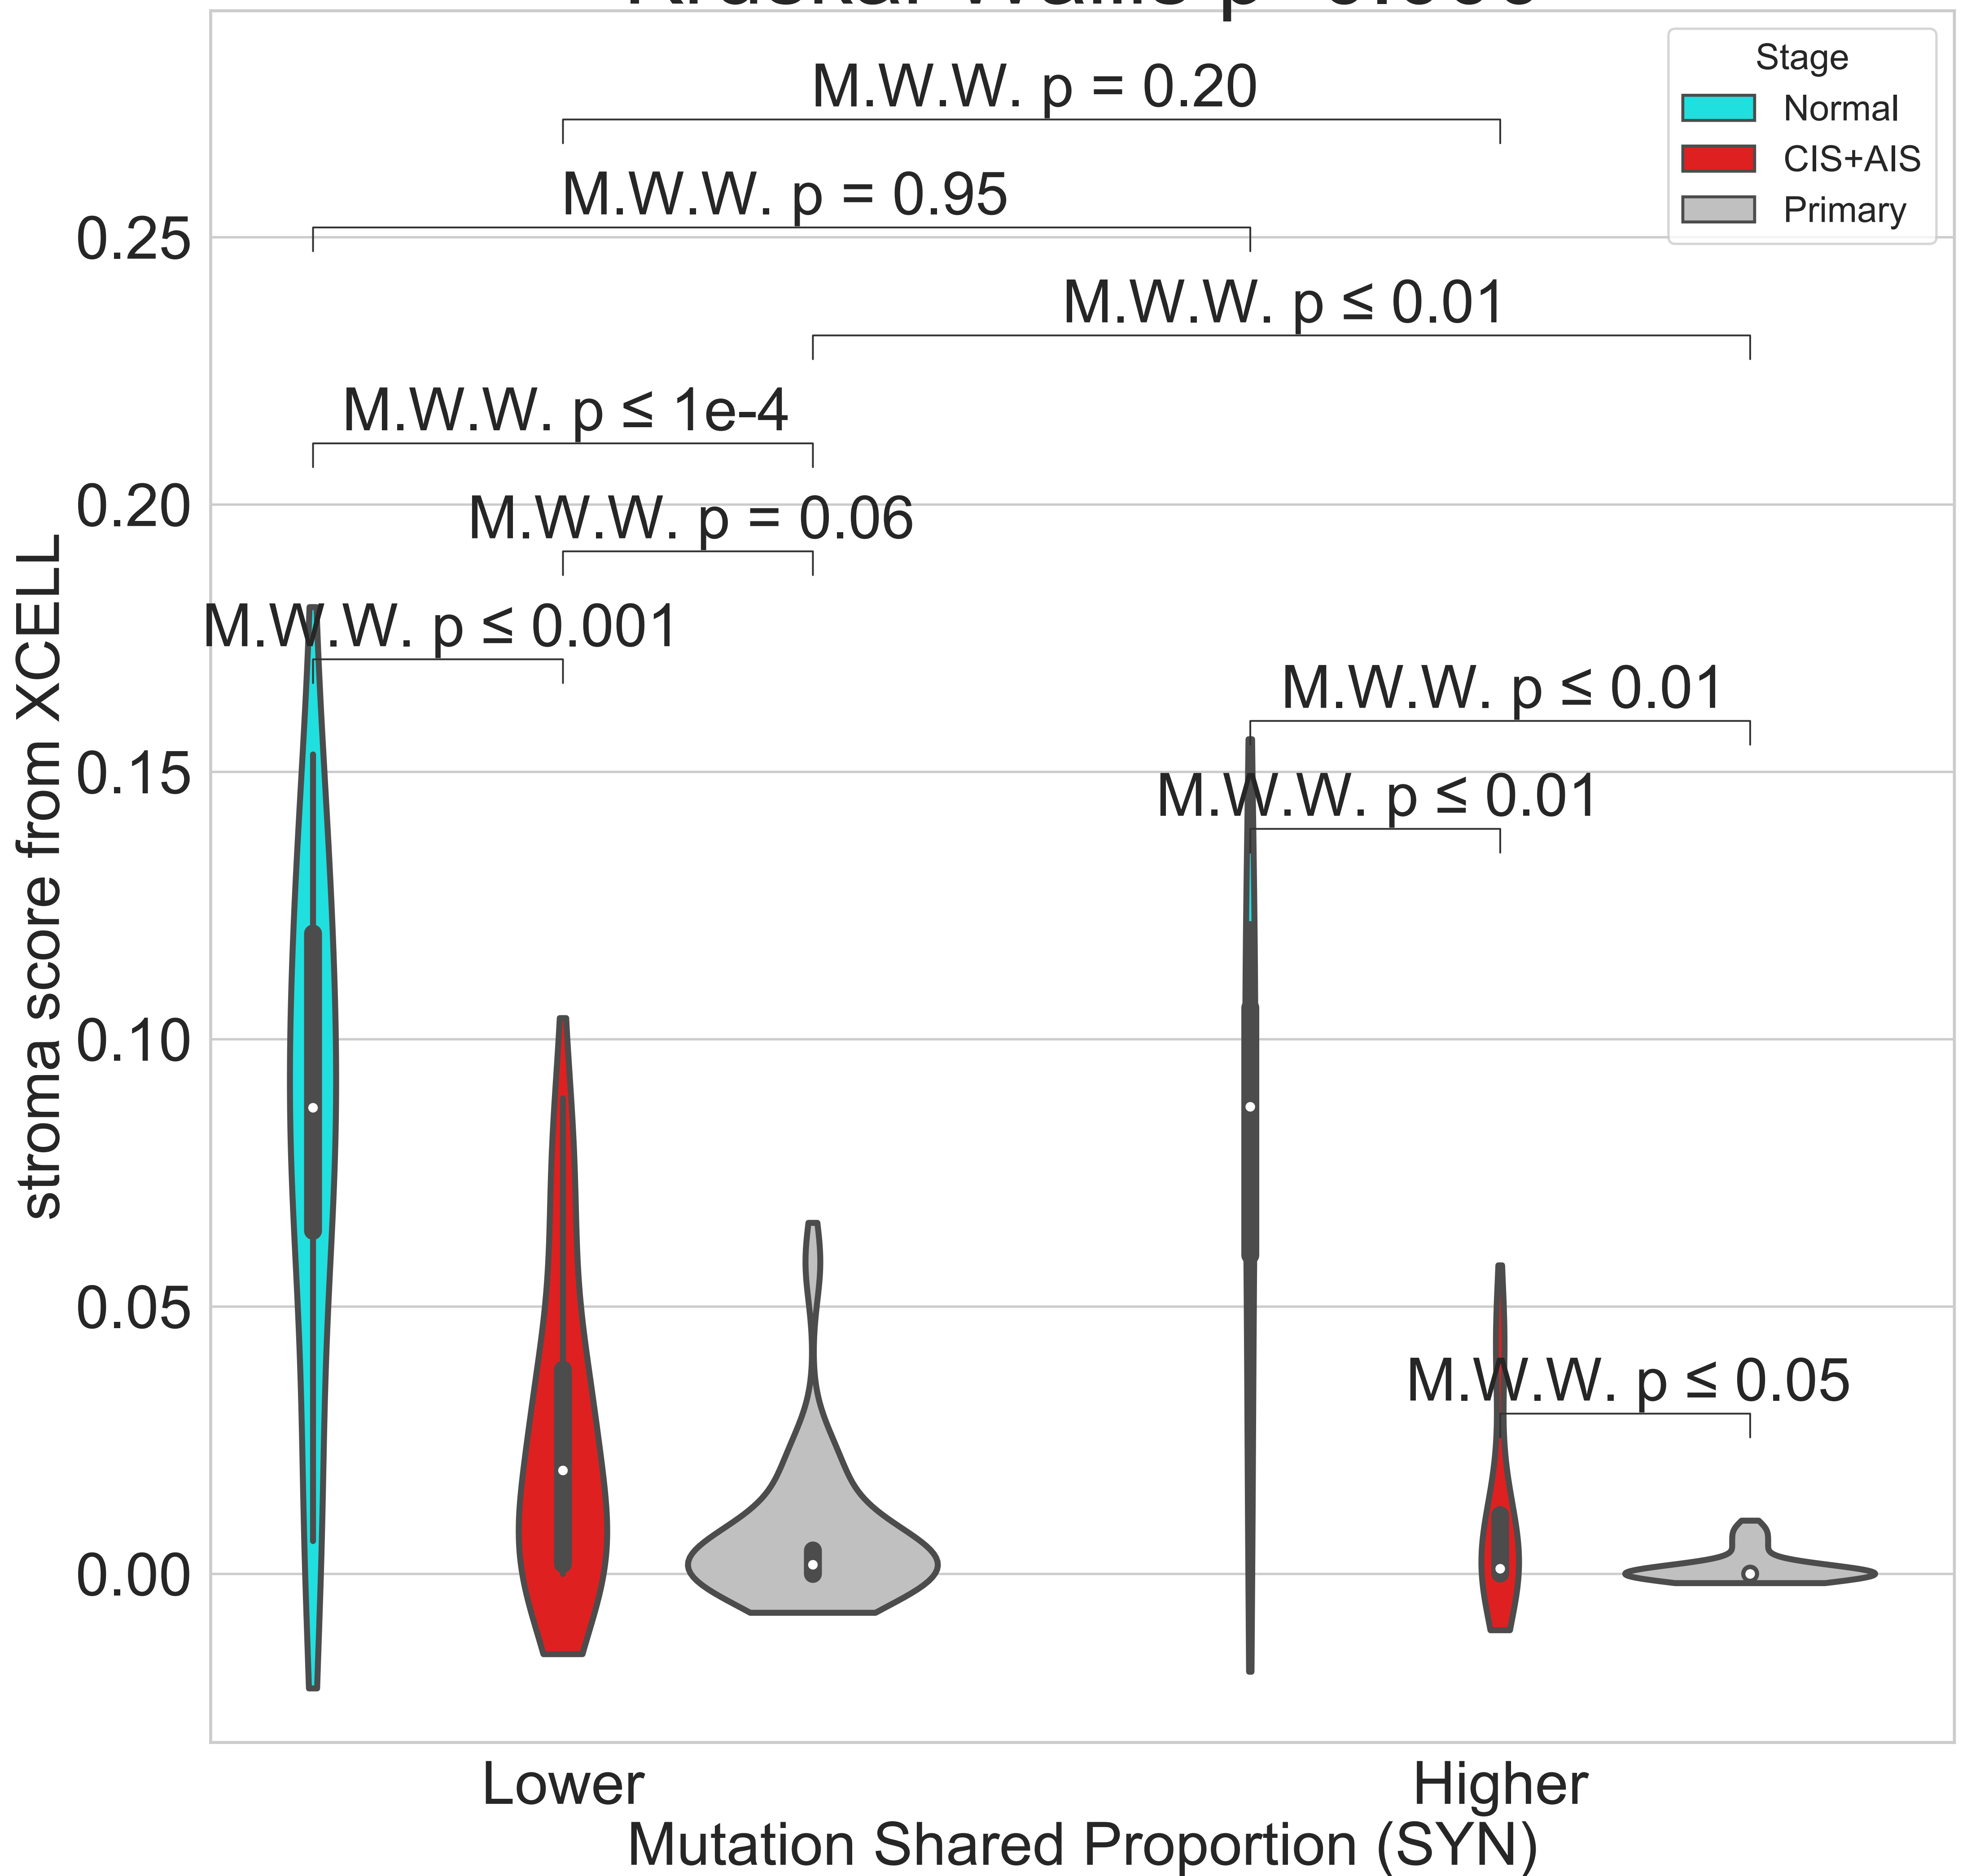 Stage
Normal
CIS+AIS
Primary
M.W.W. p = 0.20
M.W.W. p = 0.95
M.W.W. p ≤ 0.01
M.W.W. p ≤ 1e-4
M.W.W. p = 0.06
M.W.W. p ≤ 0.001
M.W.W. p ≤ 0.01
M.W.W. p ≤ 0.01
M.W.W. p ≤ 0.05
0.25
0.20
0.15
0.10
0.05
0.00
stroma score from XCELL
Lower
Higher
Mutation Shared Proportion (SYN)